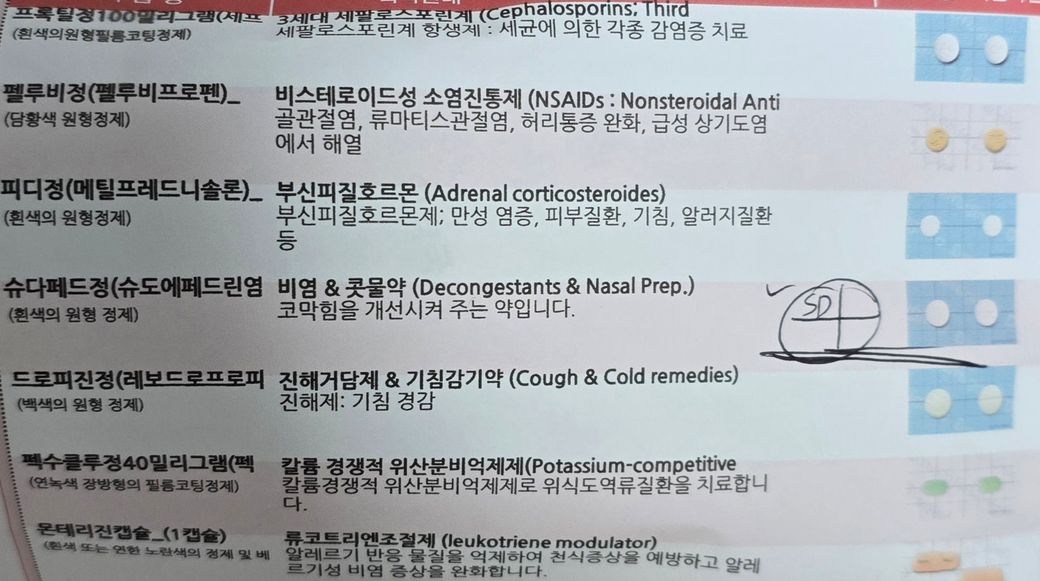 프록틸정100밀리그램(세프
(흰색의원형필름코팅정제)
3세대 세팔로스포린계 (Cephalosporins; Third
세팔로스포린계 항생제 : 세균에 의한 각종 감염증 치료
펠루비정(펠루비프로펜)_
(담황색 원형정제)
비스테로이드성 소염진통제 (NSAIDs : Nonsteroidal Anti
골관절염, 류마티스관절염, 허리통증 완화, 급성 상기도염
에서 해열
피디정(메틸프레드니솔론)_
(흰색의 원형정제)
부신피질호르몬 (Adrenal corticosteroids)
부신피질호르몬제; 만성 염증, 피부질환, 기침, 알러지질환
등
슈다페드정(슈도에페드린염
(흰색의 원형 정제)
비염 & 콧물약 (Decongestants & Nasal Prep.)
코막힘을 개선시켜 주는 약입니다.
SD
드로피진정(레보드로프로피
(백색의 원형 정제)
진해거담제 & 기침감기약 (Cough & Cold remedies)
진해제: 기침 경감
펙수클루정40밀리그램(펙
(연녹색 장방형의 필름코팅정제)
칼륨 경쟁적 위산분비억제제(Potassium-competitive
칼륨경쟁적 위산분비억제제로 위식도역류질환을 치료합니
다.
몬테리진캡슐_(1캡슐)
(흰색 또는 연한 노란색의 정제 및 베
류코트리엔조절제 (leukotriene modulator)
알레르기 반응 물질을 억제하여 천식증상을 예방하고 알레
르기성 비염 증상을 완화합니다.